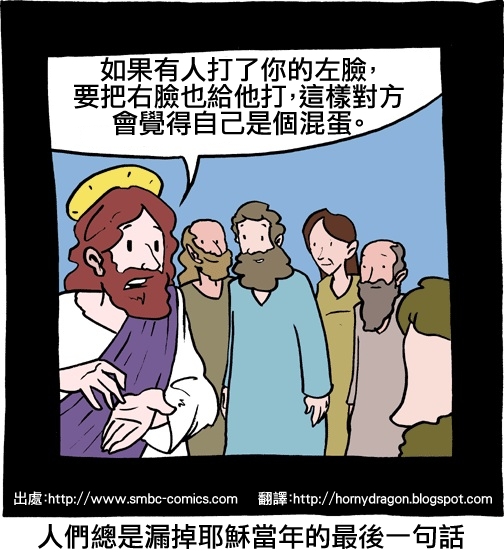 如果有人打了你的左臉,
要把右臉也給他打,這樣對方
會覺得自己是個混蛋。
出處:http://www.smbc-comics.com 翻譯:http://hornydragon.blogspot.com
人們總是漏掉耶穌當年的最後一句話